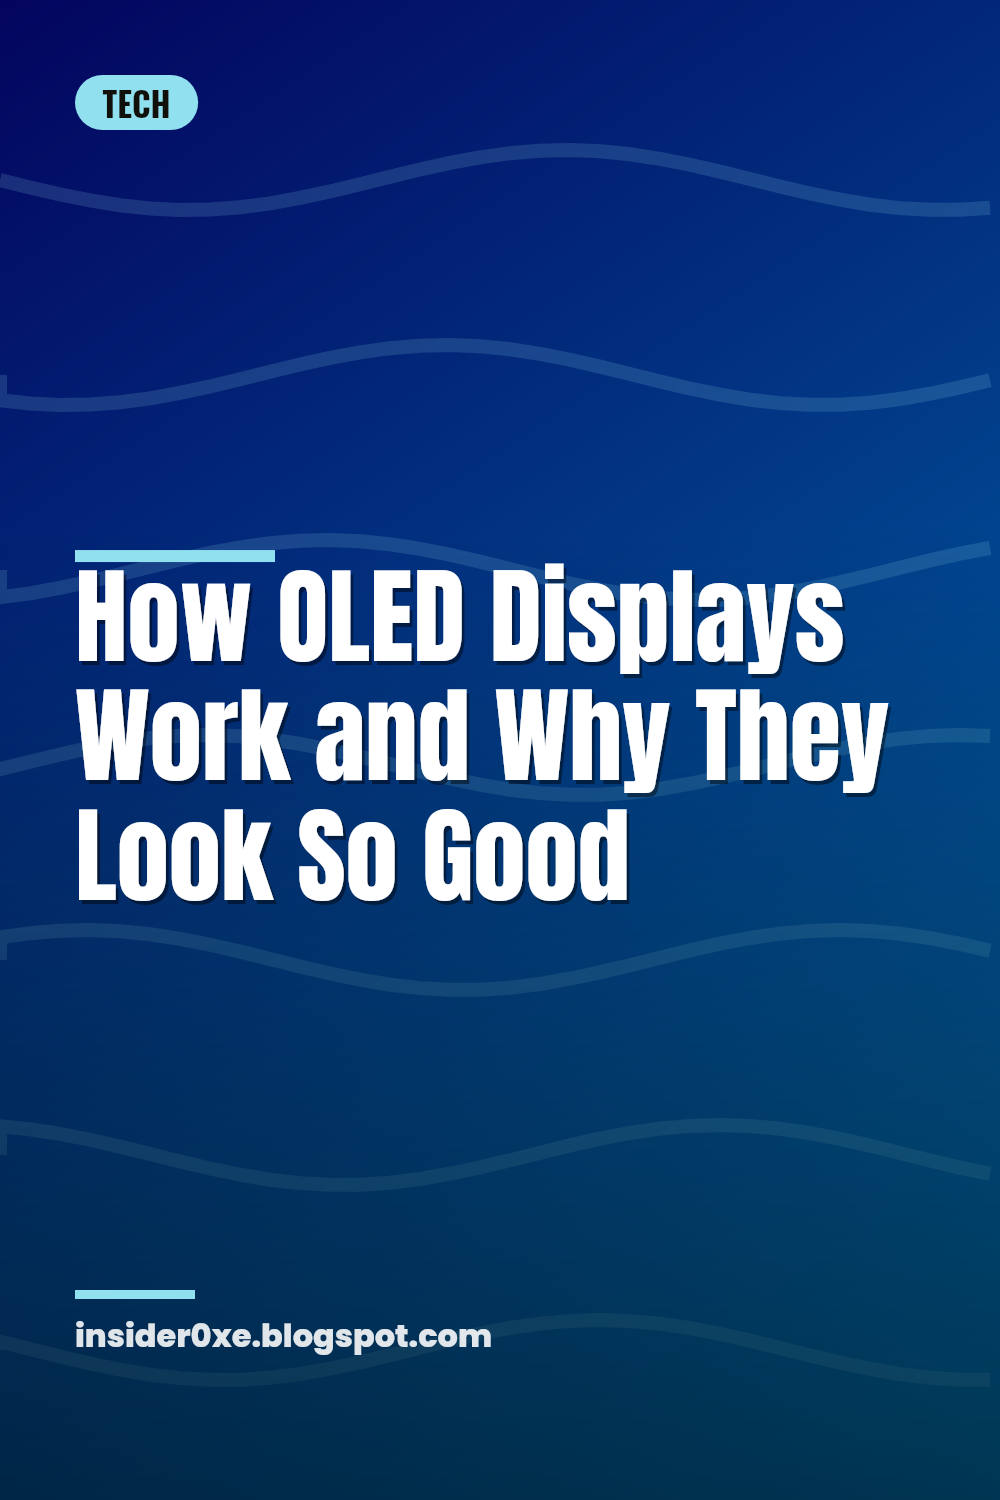 TECH
How OLED Displays
Work and Why They
Look So Good
insider0xe.blogspot.com